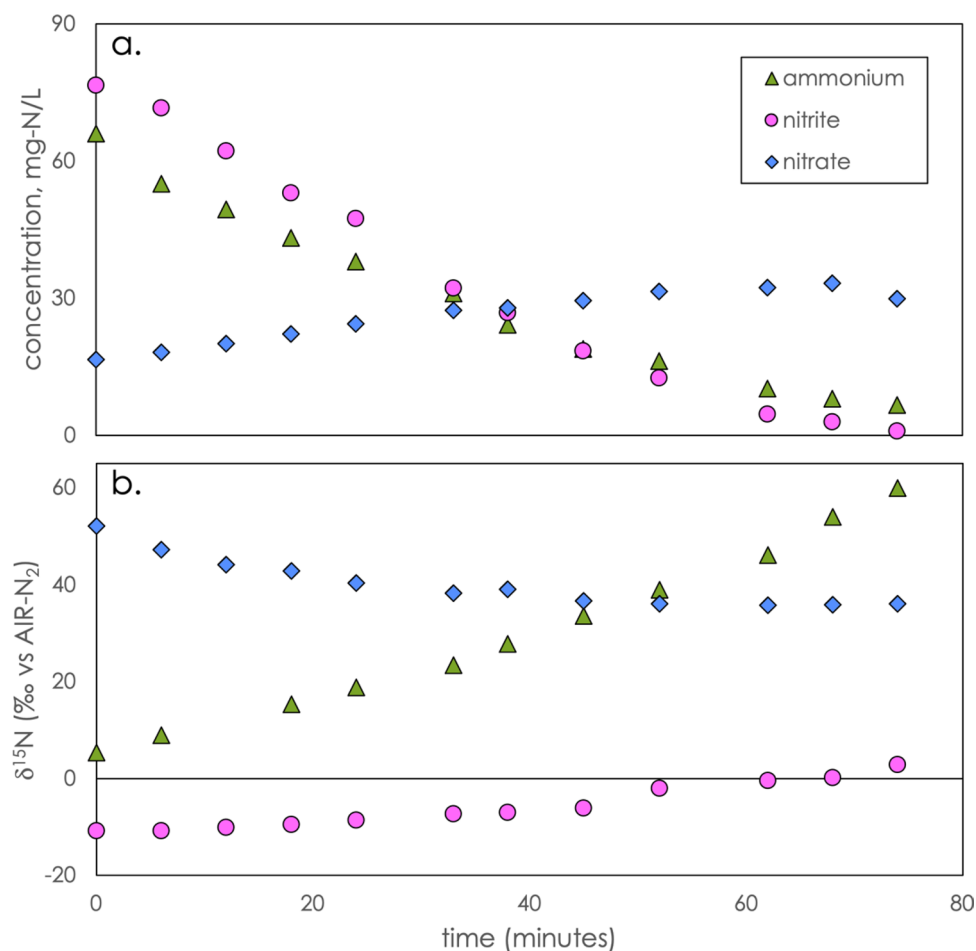 a.
90
60
30
0
concentration, mg-N/L
ammonium
nitrite
nitrate
b.
60
40
20
0
-20
δ¹⁵N (‰ vs AIR-N₂)
0 20 40 60 80
time (minutes)